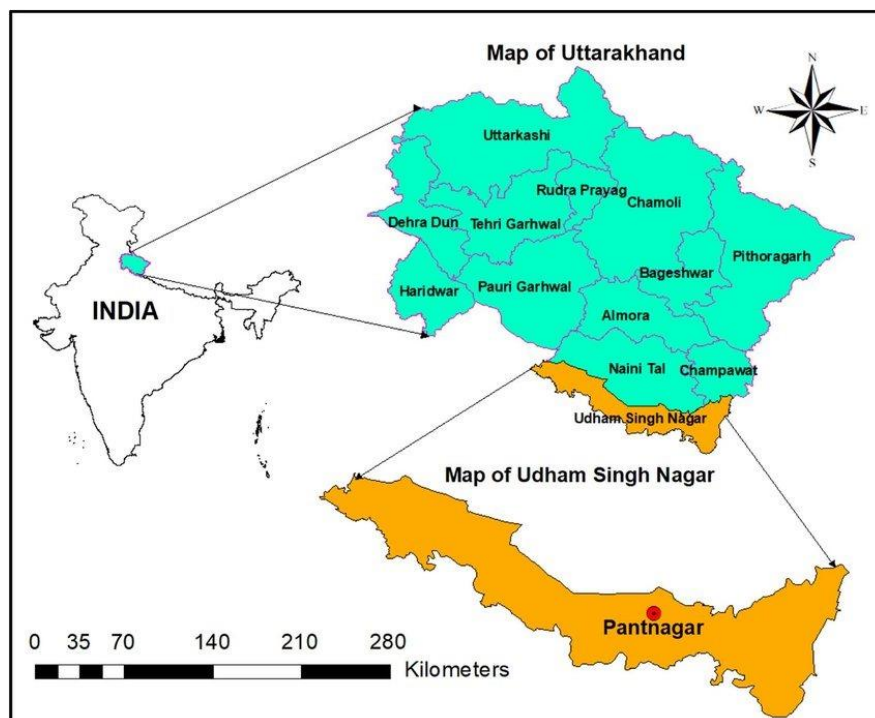 Map of Uttarakhand
N
W E
S
Uttarkashi
Rudra Prayag
Chamoli
Dehra Dun
Tehri Garhwal
Pithoragarh
Bageshwar
Haridwar
Pauri Garhwal
INDIA
Almora
Naini Tal
Champawat
Udham Singh Nagar
Map of Udham Singh Nagar
Pantnagar
0 35 70 140 210 280
Kilometers